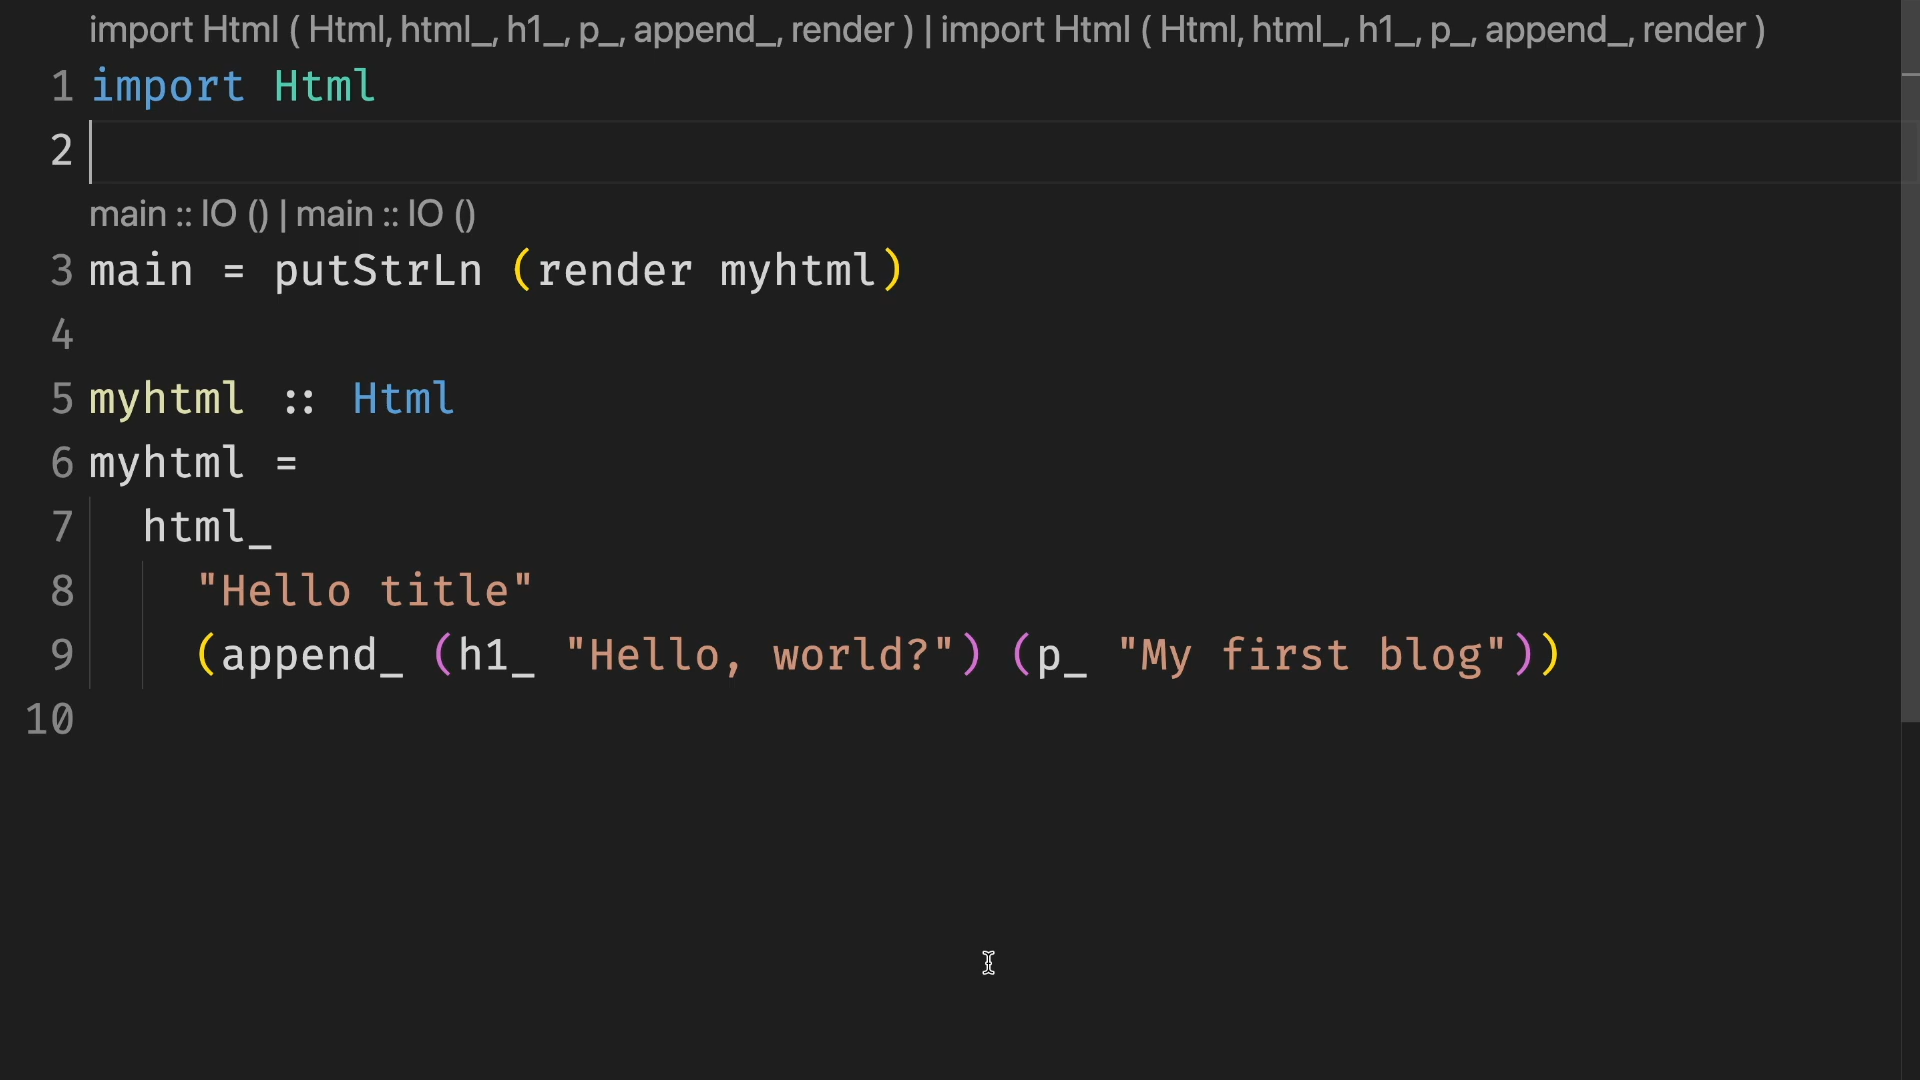 import Html ( Html, html_, h1_, p_, append_, render ) | import Html ( Html, html_, h1_, p_, append_, render )
1 import Html
2
main :: IO () | main :: IO ()
3 main = putStrLn (render myhtml)
4
5 myhtml :: Html
6 myhtml =
7 html_
8 "Hello title"
9 (append_ (h1_ "Hello, world?") (p_ "My first blog"))
10